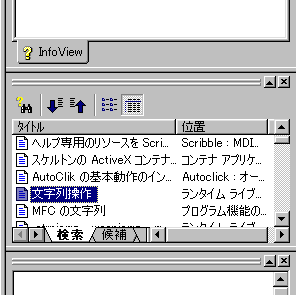 InfoView
タイトル 位置
ヘルプ専用のリソースを Scri... Scribble : MDI...
スケルトンの ActiveX コンテナ... コンテナ アプリケ...
AutoClik の基本動作のイン... Autoclick : オー...
文字列操作 ランタイム ライブ...
MFC の文字列 プログラム機能の...
検索 候補